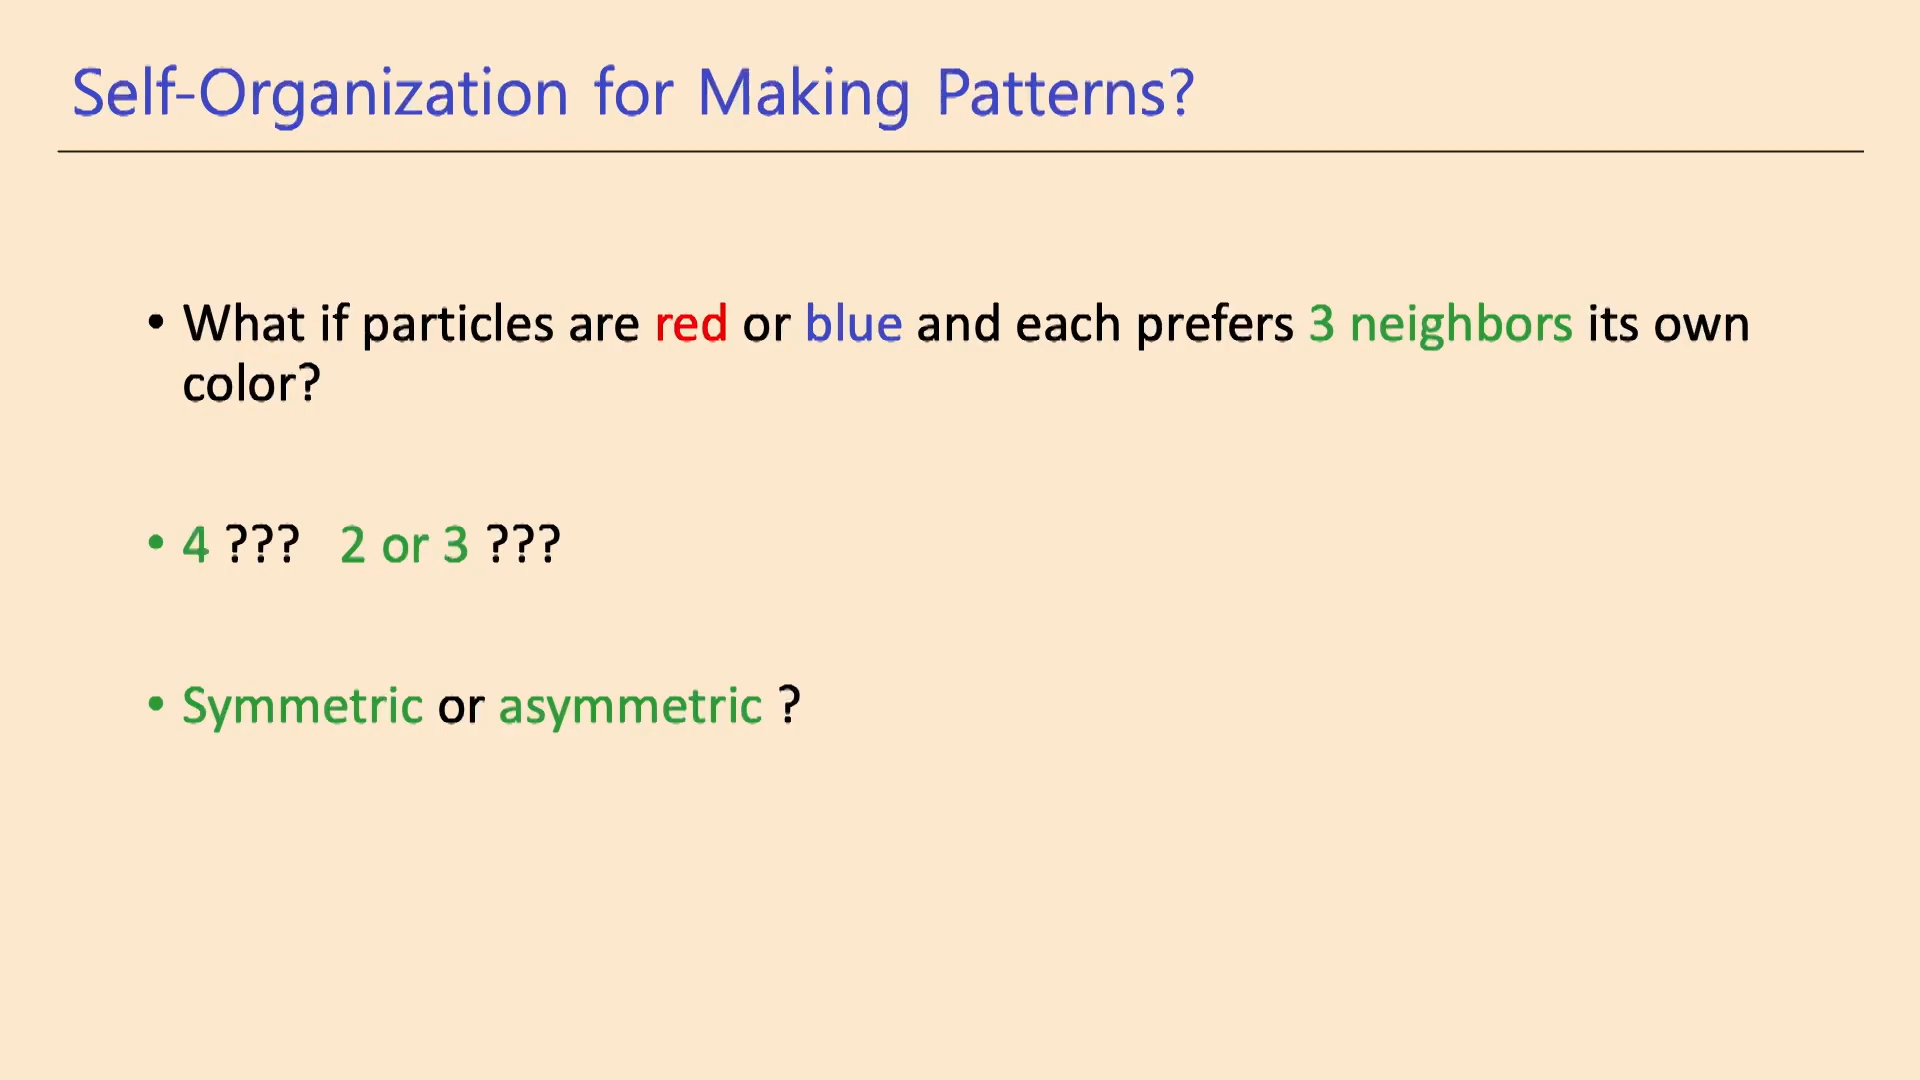 Self-Organization for Making Patterns?
• What if particles are red or blue and each prefers 3 neighbors its own
color?
• 4 ??? 2 or 3 ???
• Symmetric or asymmetric ?